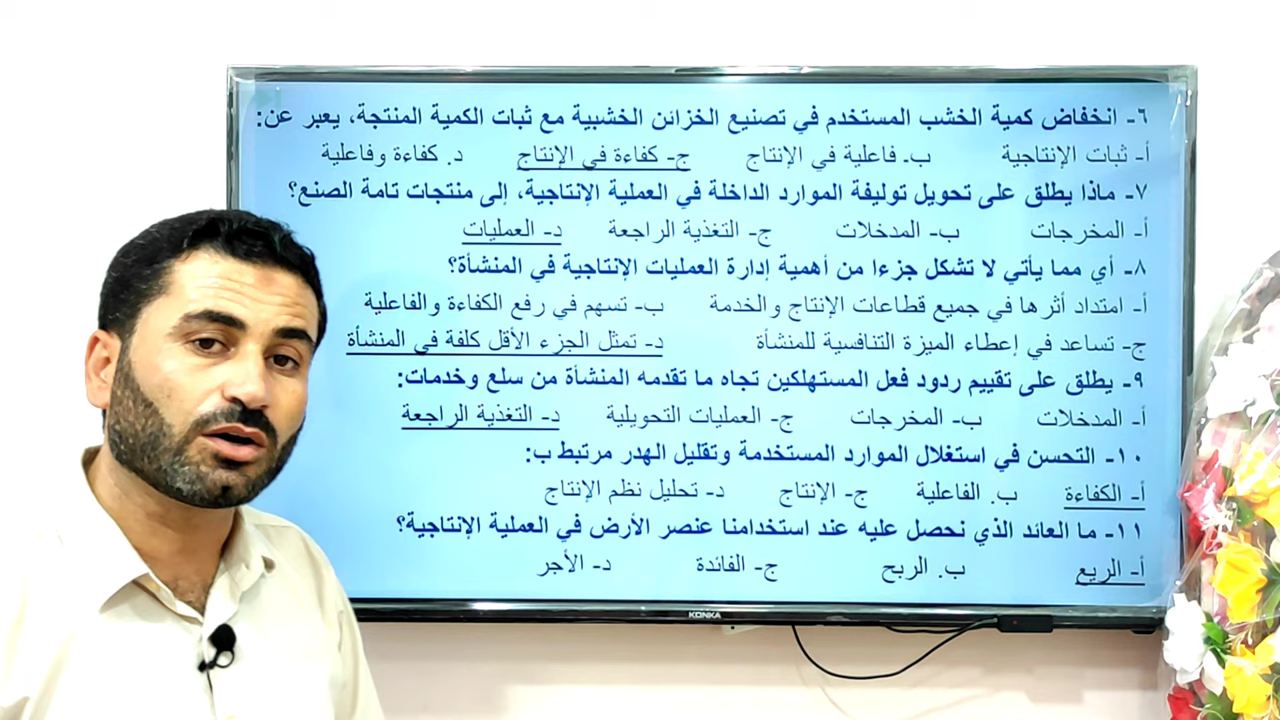 ٦- انخفاض كمية الخشب المستخدم في تصنيع الخزائن الخشبية مع ثبات الكمية المنتجة، يعبر عن:
أ- ثبات الإنتاجية ب- فاعلية في الإنتاج ج- كفاءة في الإنتاج د. كفاءة وفاعلية
٧- ماذا يطلق على تحويل توليفة الموارد الداخلة في العملية الإنتاجية، إلى منتجات تامة الصنع؟
أ- المخرجات ب- المدخلات ج- التغذية الراجعة د- العمليات
٨- أي مما يأتي لا تشكل جزءا من أهمية إدارة العمليات الإنتاجية في المنشأة؟
أ- امتداد أثرها في جميع قطاعات الإنتاج والخدمة ب- تسهم في رفع الكفاءة والفاعلية
ج- تساعد في إعطاء الميزة التنافسية للمنشأة د- تمثل الجزء الأقل كلفة في المنشأة
٩- يطلق على تقييم ردود فعل المستهلكين تجاه ما تقدمه المنشأة من سلع وخدمات:
أ- المدخلات ب- المخرجات ج- العمليات التحويلية د- التغذية الراجعة
١٠- التحسن في استغلال الموارد المستخدمة وتقليل الهدر مرتبط ب:
أ- الكفاءة ب. الفاعلية ج- الإنتاج د- تحليل نظم الإنتاج
١١- ما العائد الذي نحصل عليه عند استخدامنا عنصر الأرض في العملية الإنتاجية؟
أ- الريع ب. الربح ج- الفائدة د- الأجر
KONKA